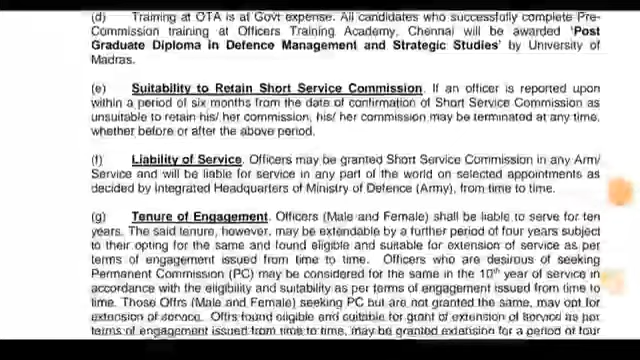 (d) Training at OTA is at Govt expense. All candidates who successfully complete Pre-
Commission training at Officers Training Academy, Chennai will be awarded 'Post
Graduate Diploma in Defence Management and Strategic Studies' by University of
Madras.
(e) Suitability to Retain Short Service Commission. If an officer is reported upon
within a period of six months from the date of confirmation of Short Service Commission as
unsuitable to retain his/ her commission, his/ her commission may be terminated at any time,
whether before or after the above period.
(f) Liability of Service. Officers may be granted Short Service Commission in any Arm/
Service and will be liable for service in any part of the world on selected appointments as
decided by Integrated Headquarters of Ministry of Defence (Army), from time to time.
(g) Tenure of Engagement. Officers (Male and Female) shall be liable to serve for ten
years. The said tenure, however, may be extendable by a further period of four years subject
to their opting for the same and found eligible and suitable for extension of service as per
terms of engagement issued from time to time. Officers who are desirous of seeking
Permanent Commission (PC) may be considered for the same in the 10th year of service in
accordance with the eligibility and suitability as per terms of engagement issued from time to
time. Those Offrs (Male and Female) seeking PC but are not granted the same, may opt for
extension of service. Offrs found eligible and suitable for grant of extension of service as per
terms of engagement issued from time to time, may be granted extension for a period of four